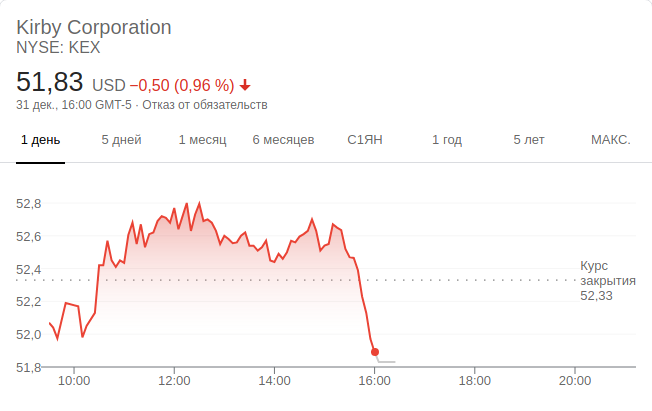 Kirby Corporation
NYSE: KEX
51,83 USD −0,50 (0,96 %)
31 дек., 16:00 GMT-5 · Отказ от обязательств
1 день 5 дней 1 месяц 6 месяцев С1ЯН 1 год 5 лет МАКС.
52,8
52,6
52,4
52,2
52,0
51,8
Курс
закрытия
52,33
10:00 12:00 14:00 16:00 18:00 20:00